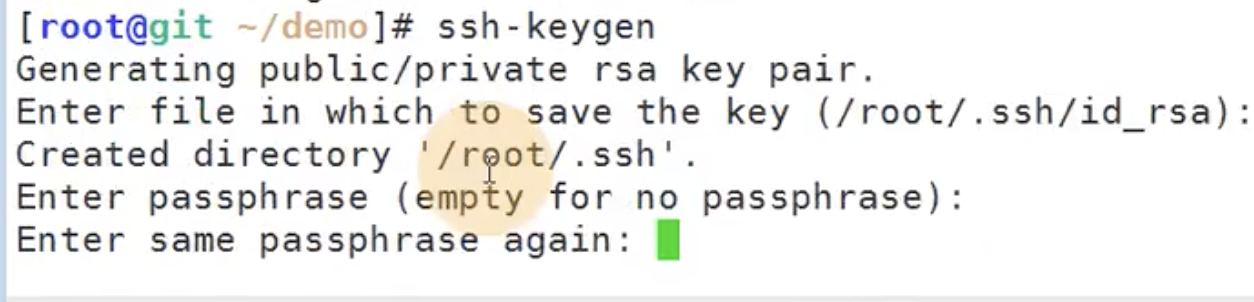 [root@git ~/demo]# ssh-keygen
Generating public/private rsa key pair.
Enter file in which to save the key (/root/.ssh/id_rsa):
Created directory '/root/.ssh'.
Enter passphrase (empty for no passphrase):
Enter same passphrase again: